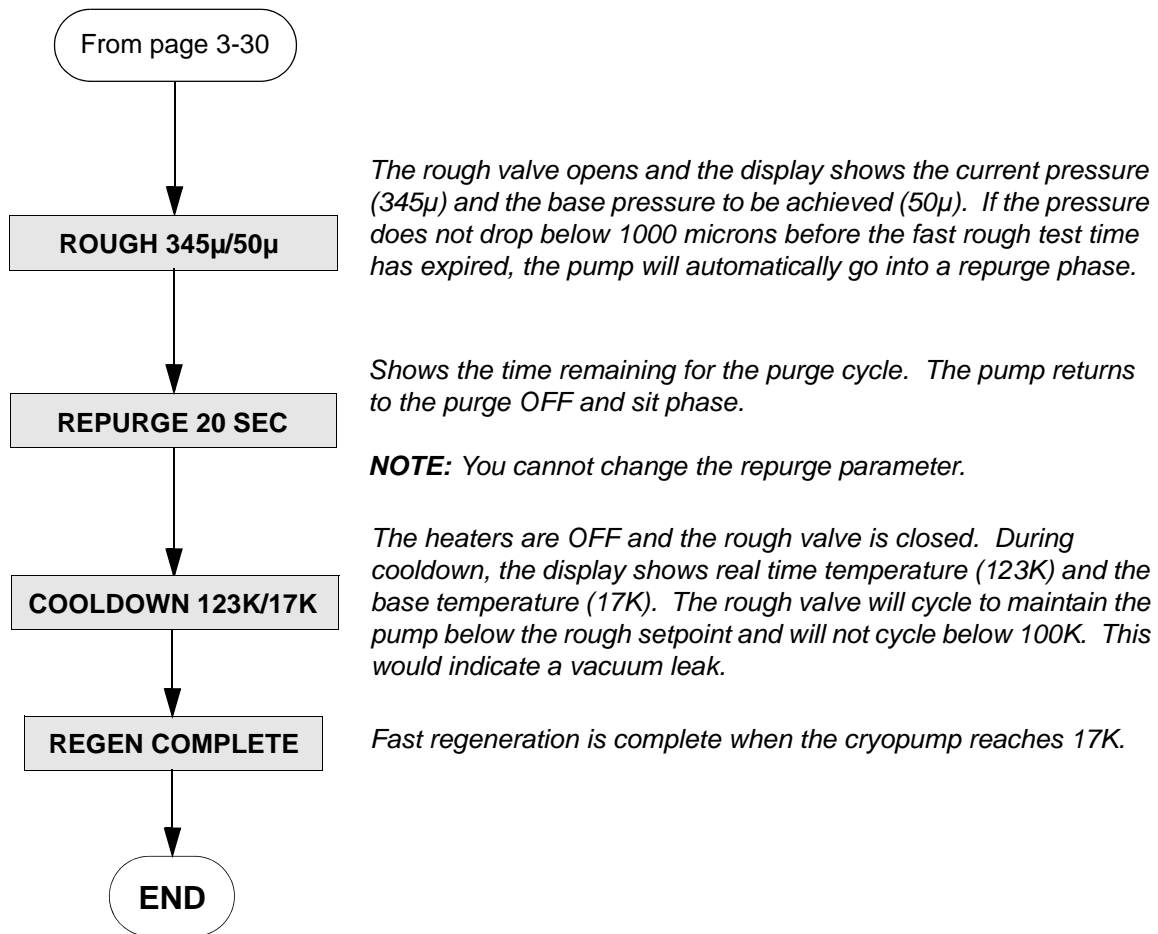 From page 3-30
The rough valve opens and the display shows the current pressure
(345µ) and the base pressure to be achieved (50µ). If the pressure
does not drop below 1000 microns before the fast rough test time
has expired, the pump will automatically go into a repurge phase.
ROUGH 345µ/50µ
Shows the time remaining for the purge cycle. The pump returns
to the purge OFF and sit phase.
REPURGE 20 SEC
NOTE: You cannot change the repurge parameter.
The heaters are OFF and the rough valve is closed. During
cooldown, the display shows real time temperature (123K) and the
base temperature (17K). The rough valve will cycle to maintain the
pump below the rough setpoint and will not cycle below 100K. This
would indicate a vacuum leak.
COOLDOWN 123K/17K
REGEN COMPLETE
Fast regeneration is complete when the cryopump reaches 17K.
END